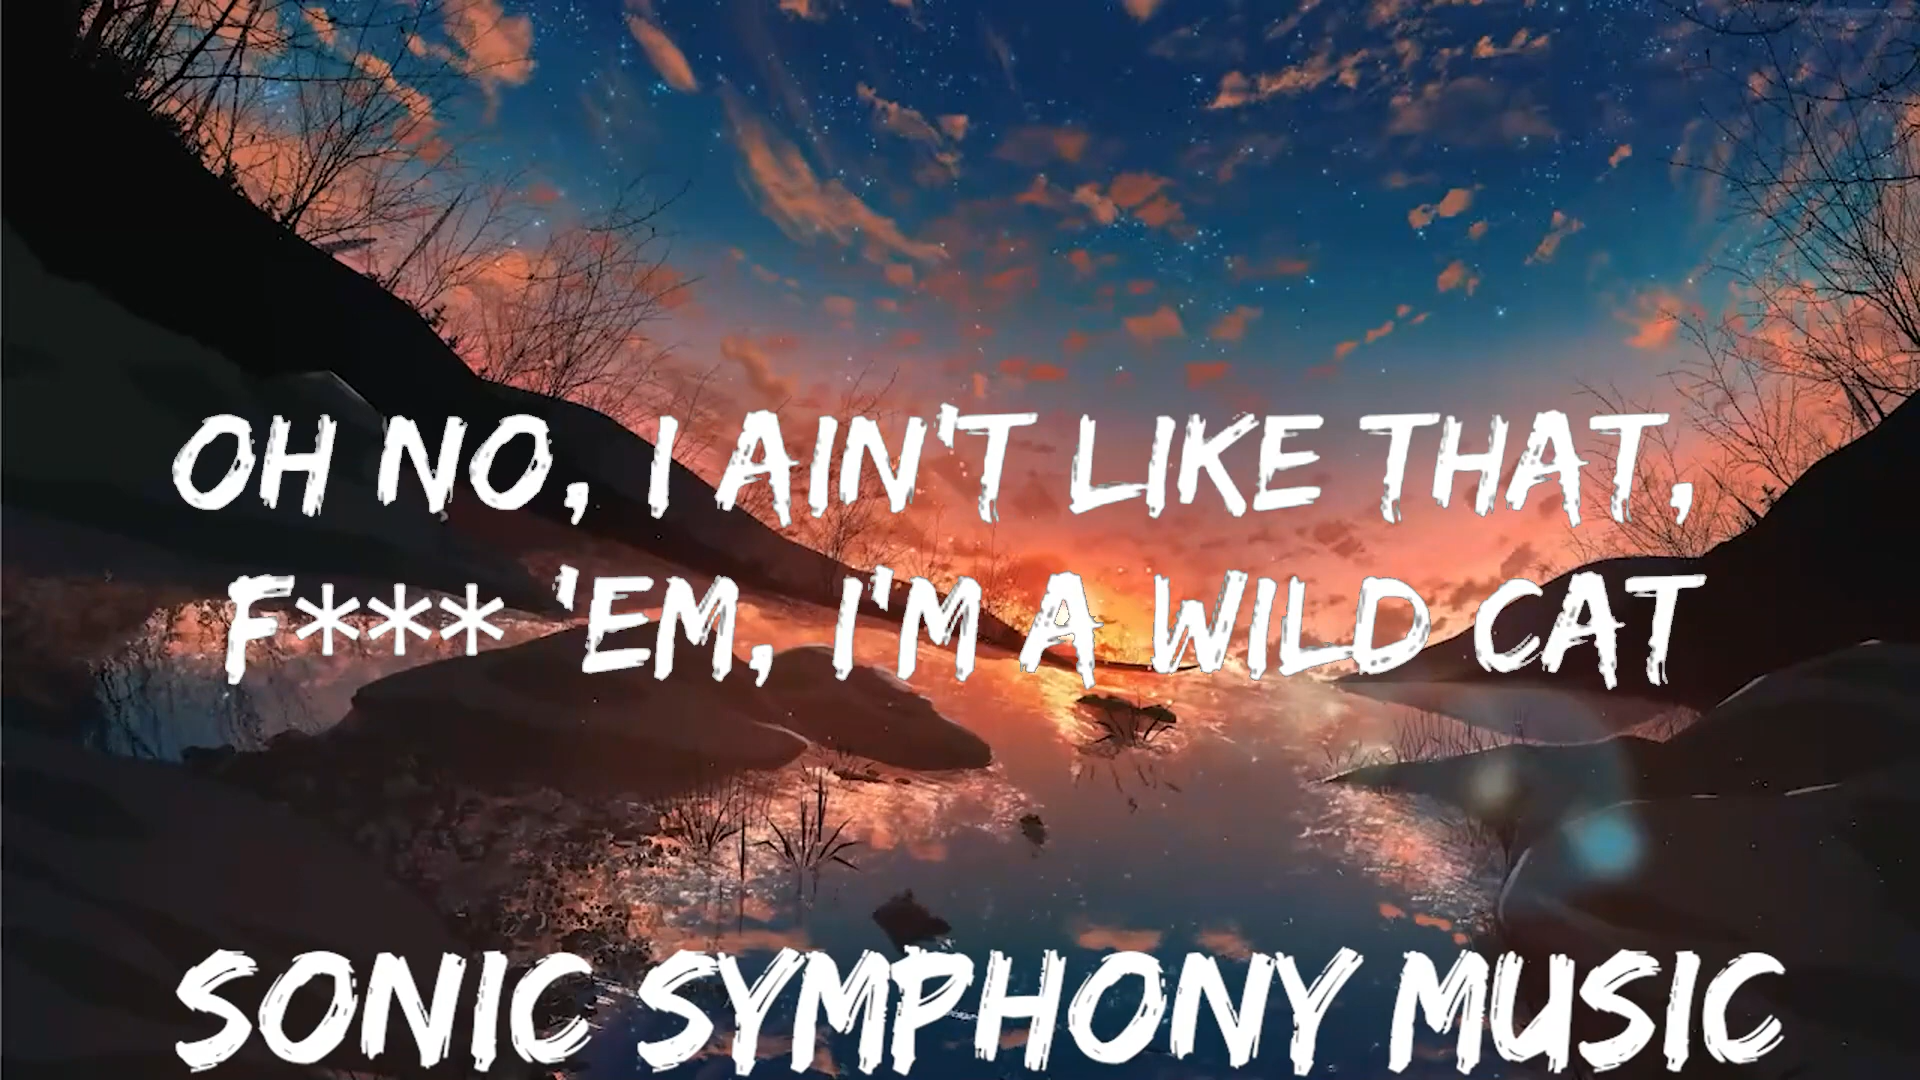 OH NO, I AIN'T LIKE THAT,
F*** 'EM, I'M A WILD CAT
SONIC SYMPHONY MUSIC